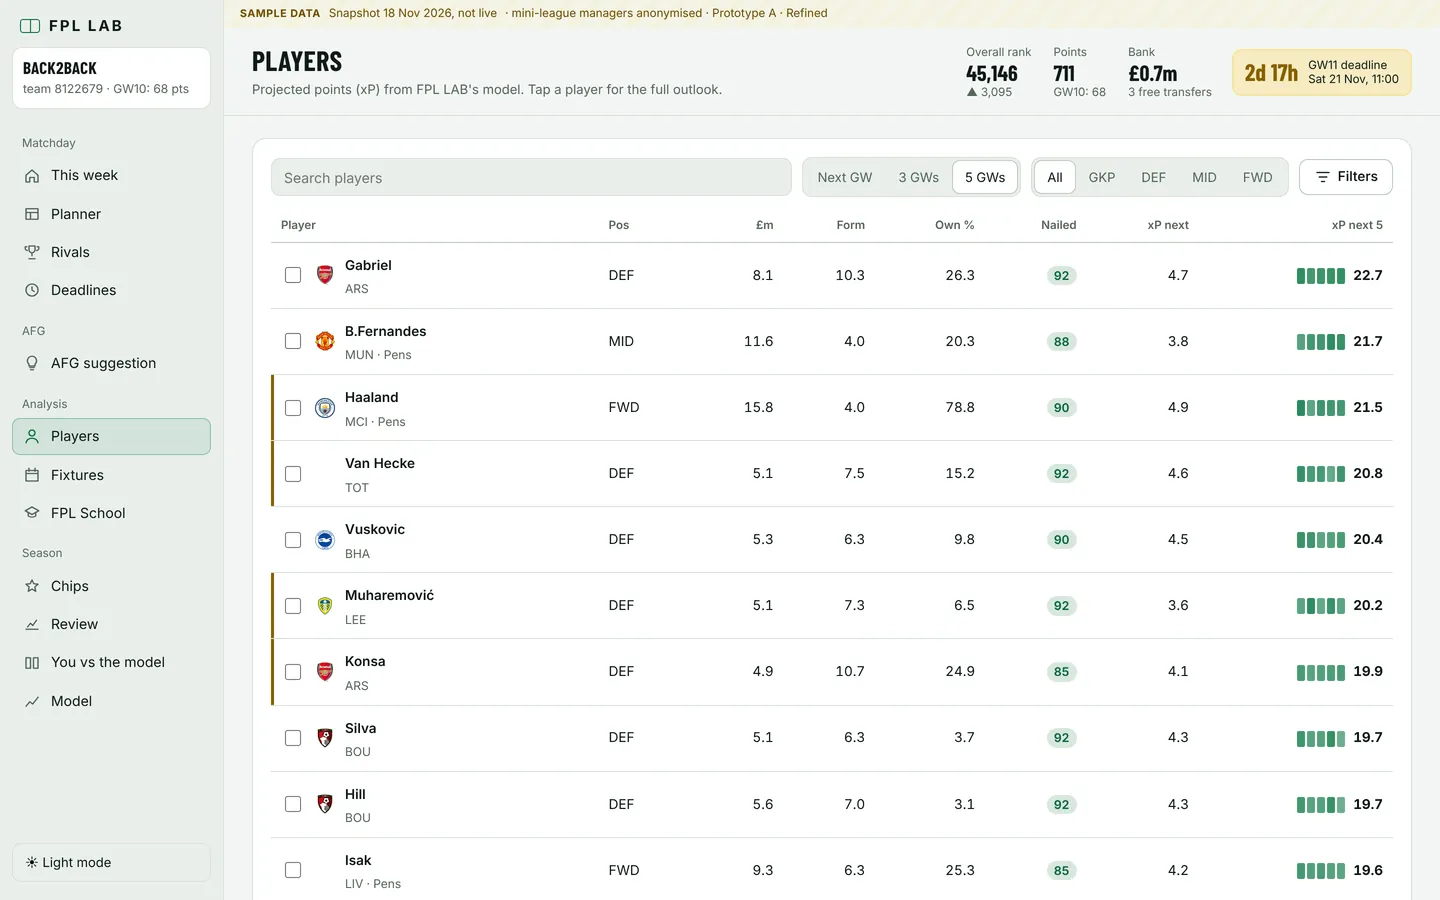 SAMPLE DATA Snapshot 18 Nov 2026, not live · mini-league managers anonymised · Prototype A · Refined
FPL LAB
BACK2BACK
team 8122679 · GW10: 68 pts
Matchday
This week
Planner
Rivals
Deadlines
AFG
AFG suggestion
Analysis
Players
Fixtures
FPL School
Season
Chips
Review
You vs the model
Model
Light mode
PLAYERS
Projected points (xP) from FPL LAB's model. Tap a player for the full outlook.
Overall rank
45,146
▲ 3,095
Points
711
GW10: 68
Bank
£0.7m
3 free transfers
2d 17h
GW11 deadline
Sat 21 Nov, 11:00
Search players
Next GW 3 GWs 5 GWs
All GKP DEF MID FWD
Filters
Player Pos £m Form Own % Nailed xP next xP next 5
Gabriel
ARS
DEF 8.1 10.3 26.3 92 4.7 22.7
B.Fernandes
MUN · Pens
MID 11.6 4.0 20.3 88 3.8 21.7
Haaland
MCI · Pens
FWD 15.8 4.0 78.8 90 4.9 21.5
Van Hecke
TOT
DEF 5.1 7.5 15.2 92 4.6 20.8
Vuskovic
BHA
DEF 5.3 6.3 9.8 90 4.5 20.4
Muharemović
LEE
DEF 5.1 7.3 6.5 92 3.6 20.2
Konsa
ARS
DEF 4.9 10.7 24.9 85 4.1 19.9
Silva
BOU
DEF 5.1 6.3 3.7 92 4.3 19.7
Hill
BOU
DEF 5.6 7.0 3.1 92 4.3 19.7
Isak
LIV · Pens
FWD 9.3 6.3 25.3 85 4.2 19.6